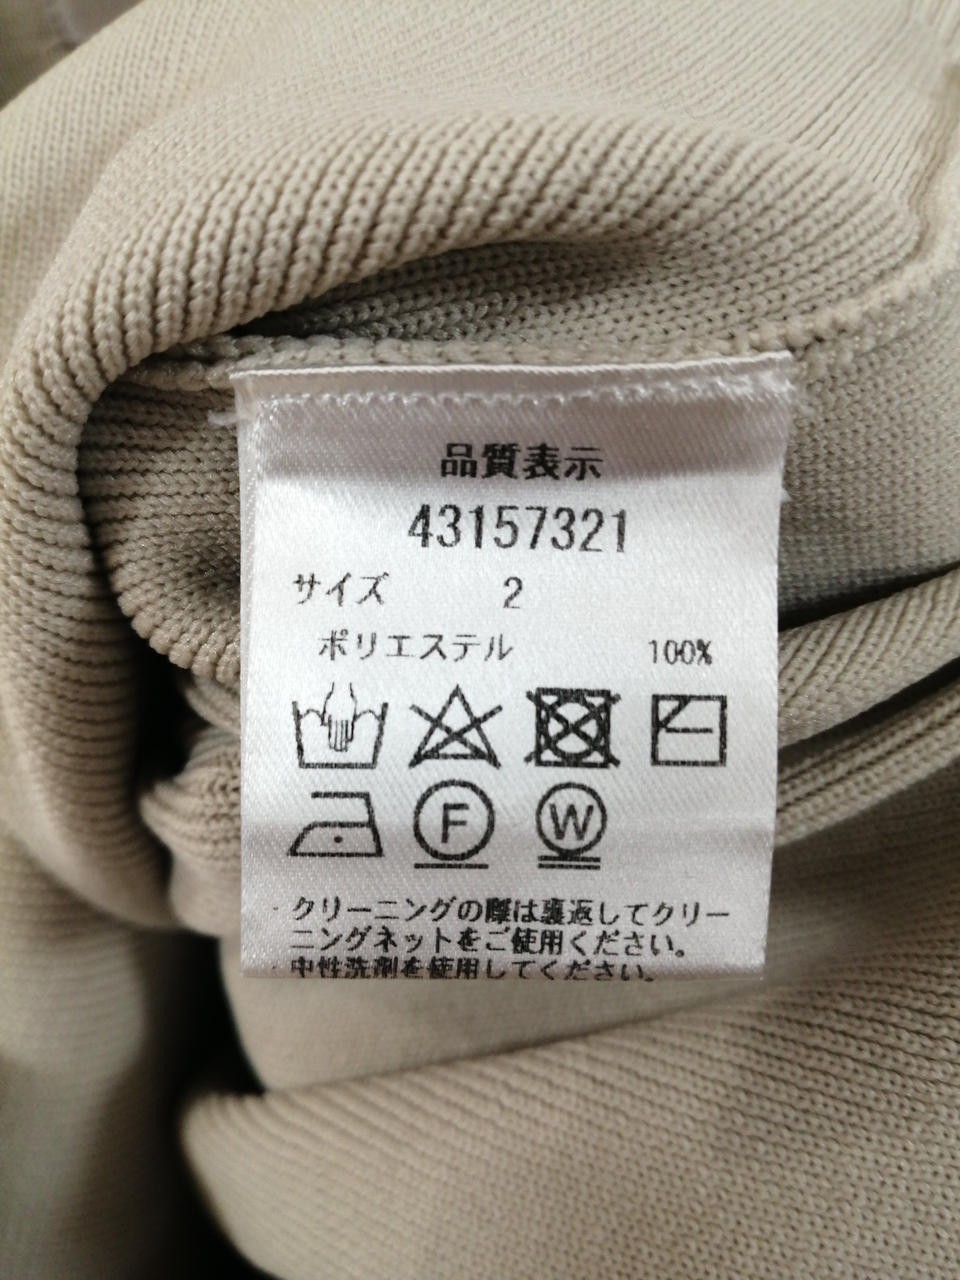 品質表示
43157321
サイズ 2
ポリエステル 100%
F W
・クリーニングの際は裏返してクリー
ニングネットをご使用ください。
・中性洗剤を使用してください。